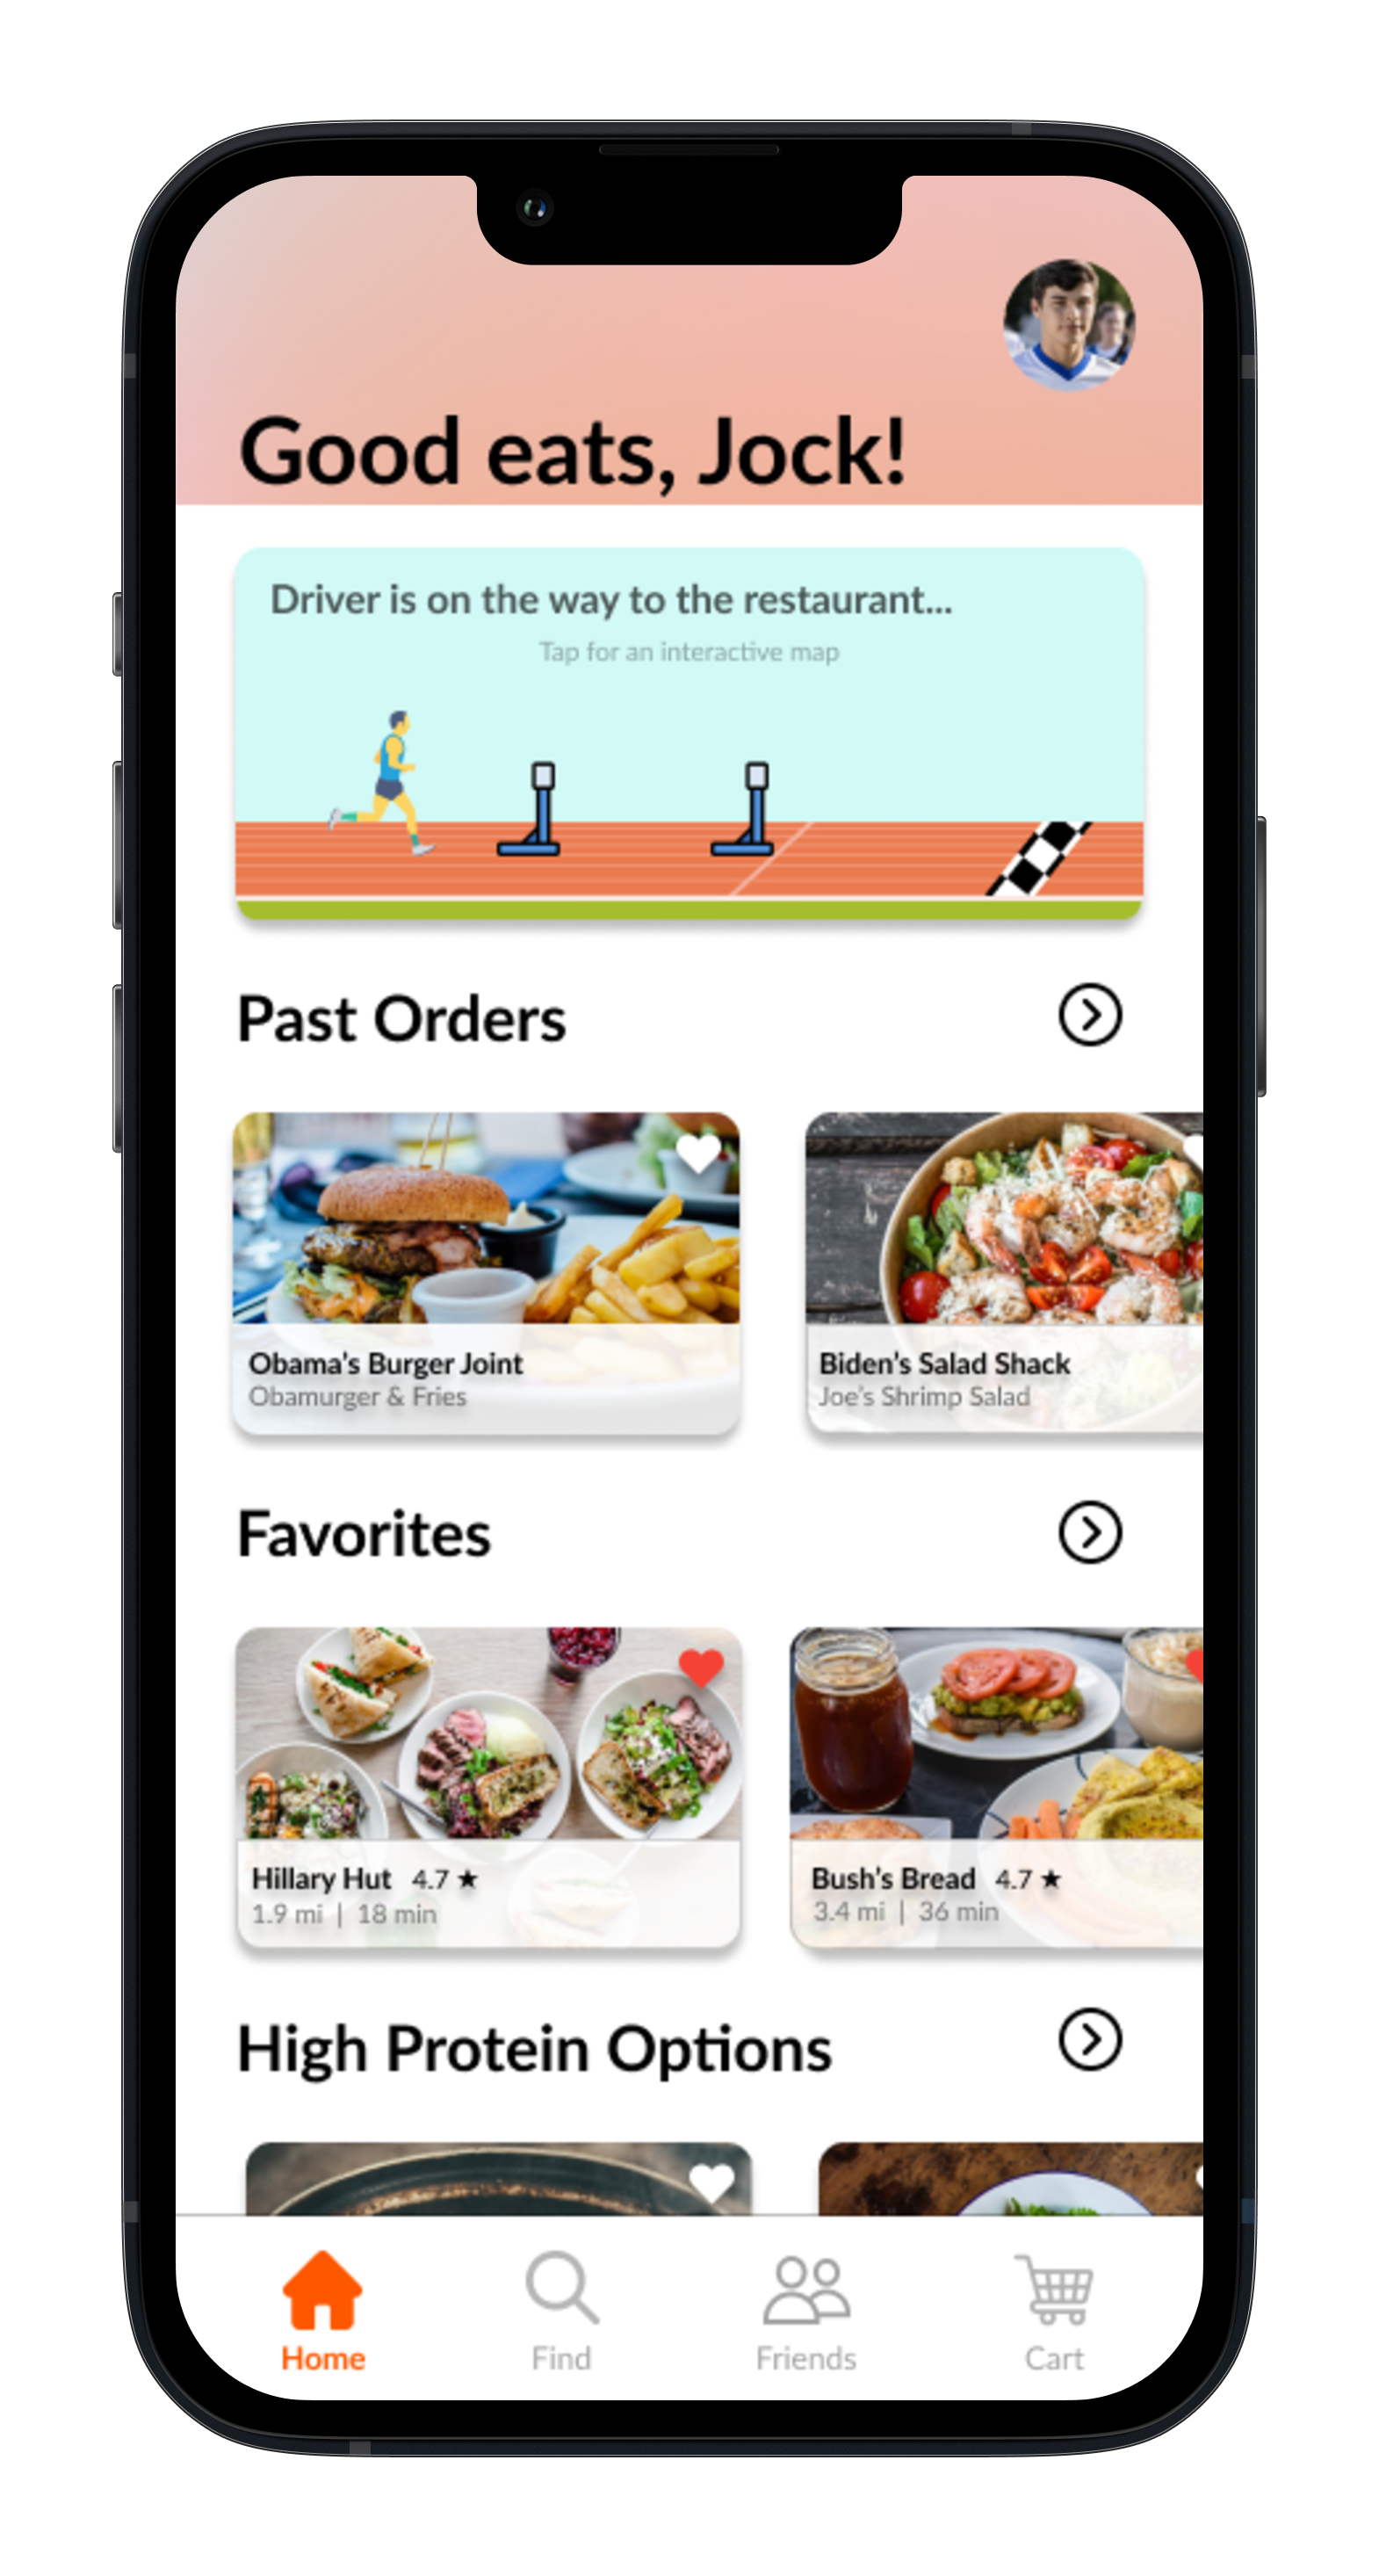 Good eats, Jock!
Driver is on the way to the restaurant...
Tap for an interactive map
Past Orders
Obama's Burger Joint
Obamurger & Fries
Biden's Salad Shack
Joe's Shrimp Salad
Favorites
Hillary Hut 4.7 ★
1.9 mi | 18 min
Bush's Bread 4.7 ★
3.4 mi | 36 min
High Protein Options
Home
Find
Friends
Cart